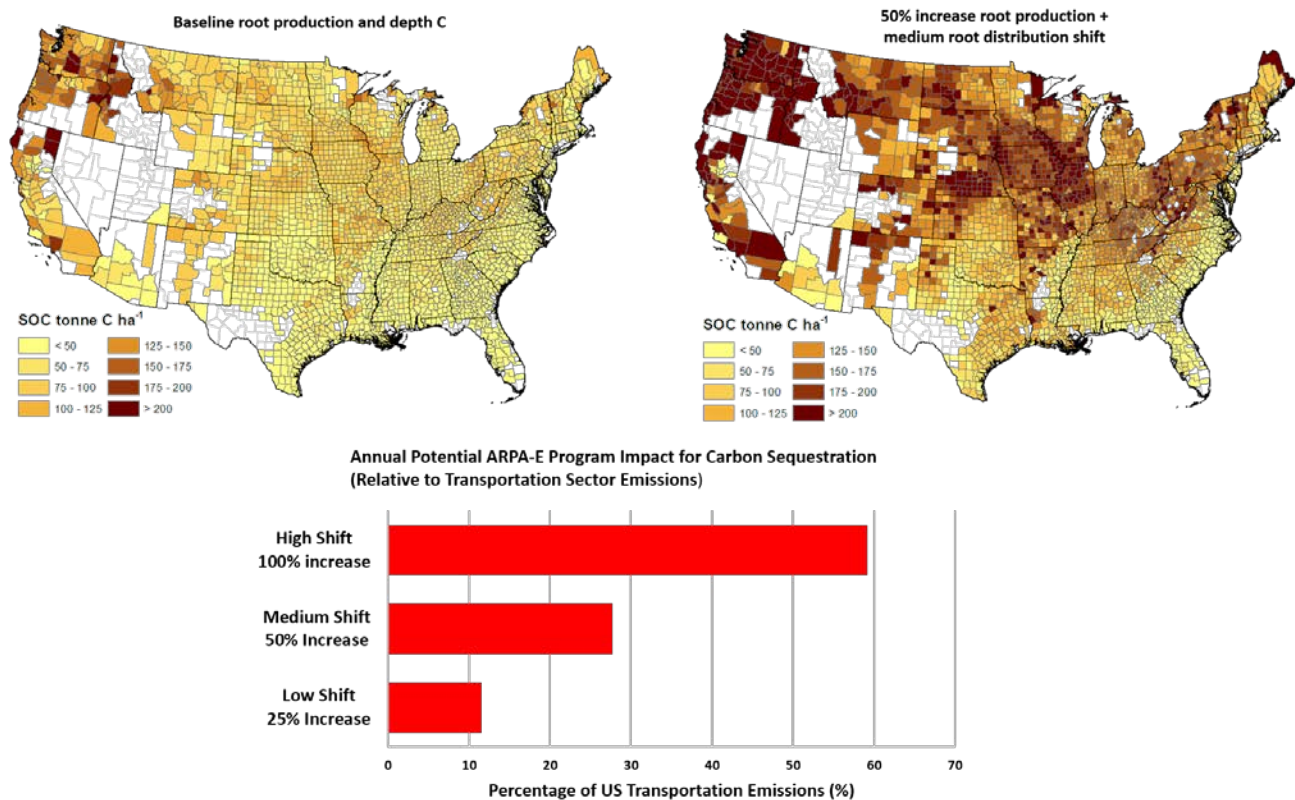 Baseline root production and depth C
SOC tonne C ha⁻¹
< 50
50 - 75
75 - 100
100 - 125
125 - 150
150 - 175
175 - 200
> 200
50% increase root production +
medium root distribution shift
SOC tonne C ha⁻¹
< 50
50 - 75
75 - 100
100 - 125
125 - 150
150 - 175
175 - 200
> 200
Annual Potential ARPA-E Program Impact for Carbon Sequestration
(Relative to Transportation Sector Emissions)
High Shift
100% increase
Medium Shift
50% Increase
Low Shift
25% Increase
0 10 20 30 40 50 60 70
Percentage of US Transportation Emissions (%)